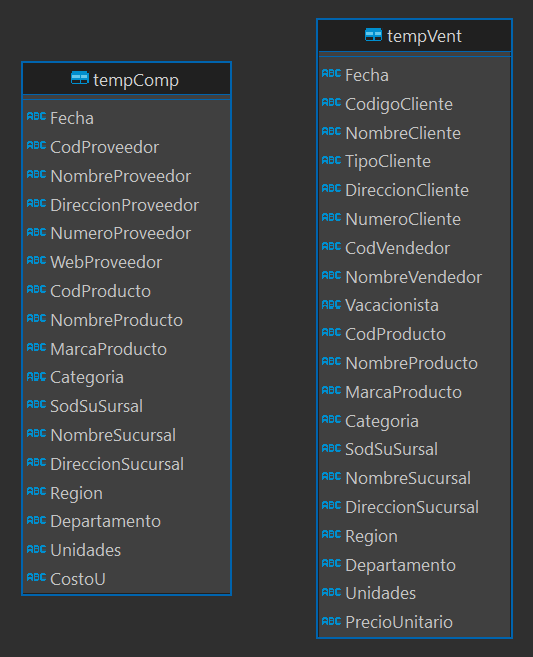 tempComp
ABC Fecha
ABC CodProveedor
ABC NombreProveedor
ABC DireccionProveedor
ABC NumeroProveedor
ABC WebProveedor
ABC CodProducto
ABC NombreProducto
ABC MarcaProducto
ABC Categoria
ABC SodSuSursal
ABC NombreSucursal
ABC DireccionSucursal
ABC Region
ABC Departamento
ABC Unidades
ABC CostoU
tempVent
ABC Fecha
ABC CodigoCliente
ABC NombreCliente
ABC TipoCliente
ABC DireccionCliente
ABC NumeroCliente
ABC CodVendedor
ABC NombreVendedor
ABC Vacacionista
ABC CodProducto
ABC NombreProducto
ABC MarcaProducto
ABC Categoria
ABC SodSuSursal
ABC NombreSucursal
ABC DireccionSucursal
ABC Region
ABC Departamento
ABC Unidades
ABC PrecioUnitario